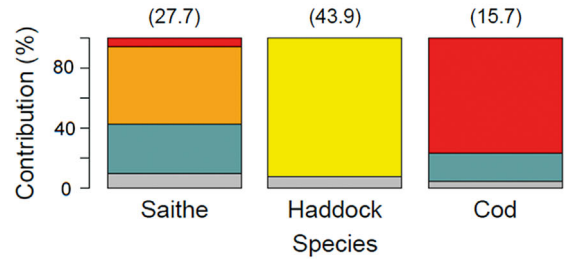 (27.7) (43.9) (15.7)
Contribution (%)
80
40
0
Saithe Haddock Cod
Species